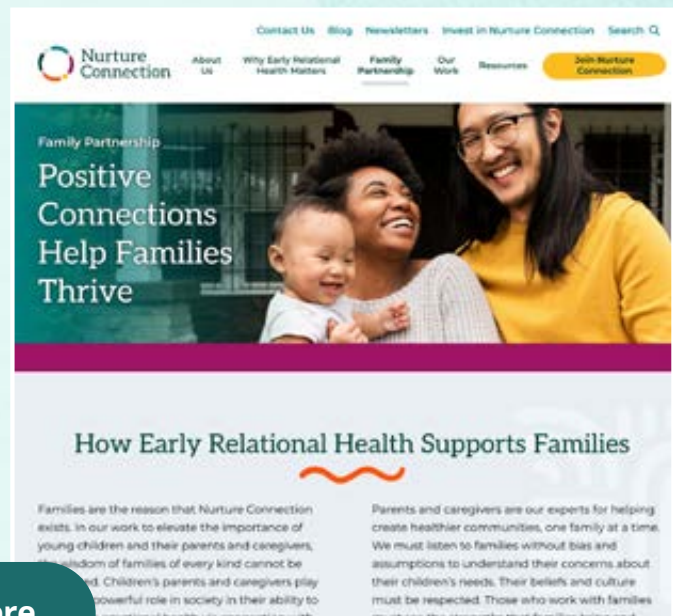 Contact Us Blog Newsletters Invest in Nurture Connection Search
Nurture
Connection
About
Us
Why Early Relational
Health Matters
Family
Partnership
Our
Work
Resources
Join Nurture
Connection
Family Partnership
Positive
Connections
Help Families
Thrive
How Early Relational Health Supports Families
Families are the reason that Nurture Connection
exists. In our work to elevate the importance of
young children and their parents and caregivers,
wisdom of families of every kind cannot be
Children's parents and caregivers play
powerful role in society in their ability to
Parents and caregivers are our experts for helping
create healthier communities, one family at a time.
We must listen to families without bias and
assumptions to understand their concerns about
their children's needs. Their beliefs and culture
must be respected. Those who work with families